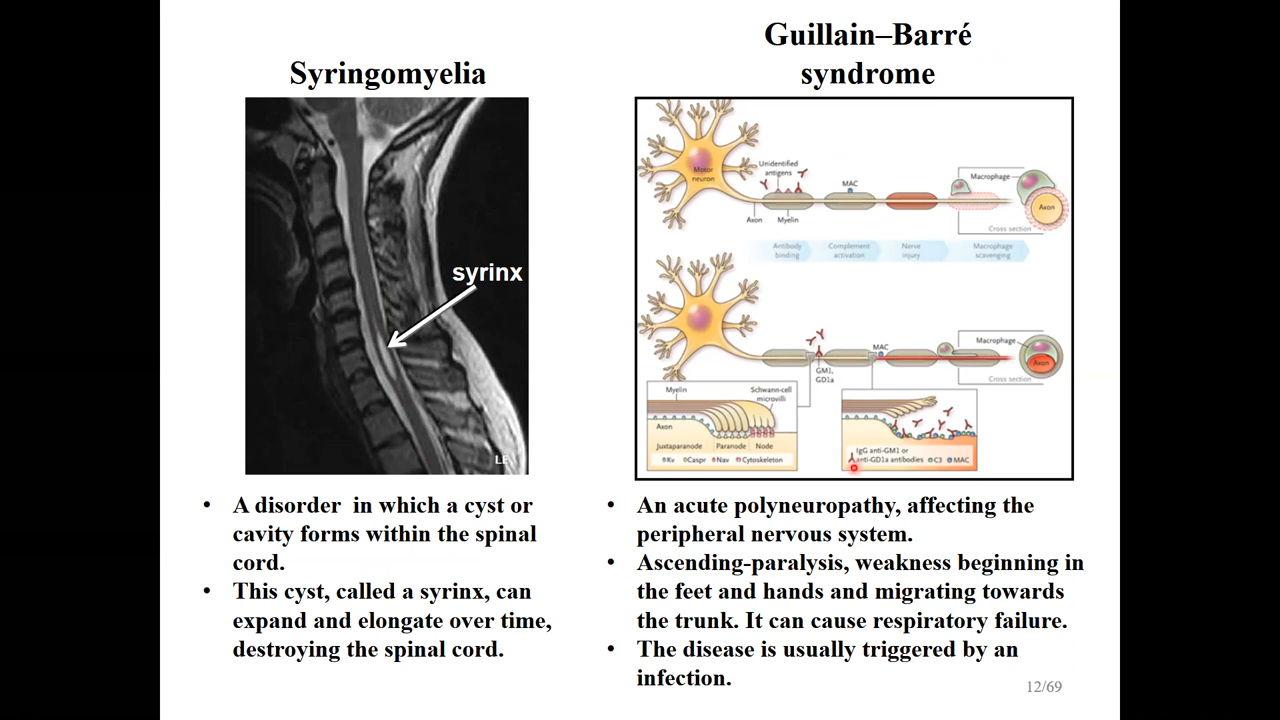 Syringomyelia
syrinx
LE
• A disorder  in which a cyst or
cavity forms within the spinal
cord.
• This cyst, called a syrinx, can
expand and elongate over time,
destroying the spinal cord.
Guillain–Barré
syndrome
Motor
neuron
Unidentified
antigens
MAC
Macrophage
Axon
Axon
Myelin
Cross section
Antibody
binding
Complement
activation
Nerve
injury
Macrophage
scavenging
MAC
Macrophage
GM1,
GD1a
Axon
Cross section
Myelin
Schwann-cell
microvilli
Axon
Juxtaparanode
Paranode
Node
Kv Caspr Nav Cytoskeleton
IgG anti-GM1 or
anti-GD1a antibodies C3 MAC
• An acute polyneuropathy, affecting the
peripheral nervous system.
• Ascending-paralysis, weakness beginning in
the feet and hands and migrating towards
the trunk. It can cause respiratory failure.
• The disease is usually triggered by an
infection.
12/69